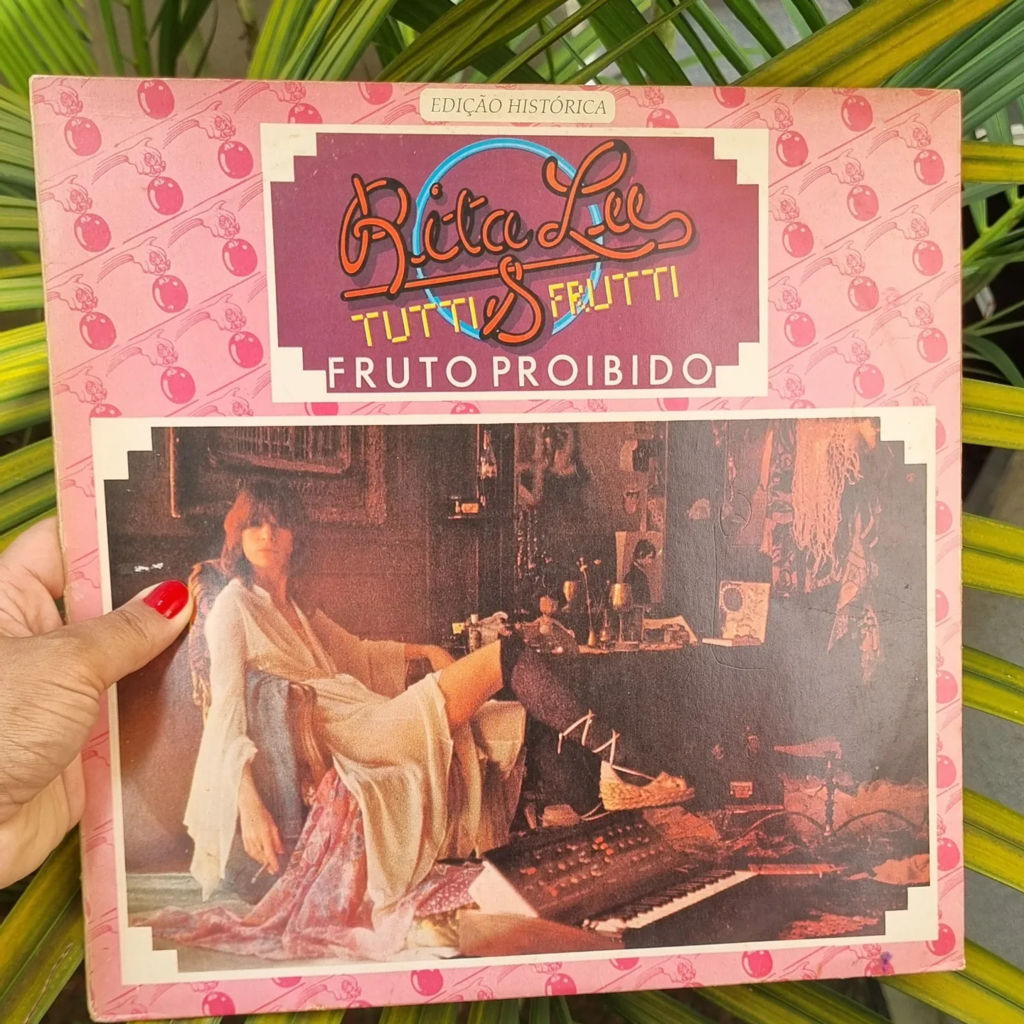 EDIÇÃO HISTÓRICA
Rita Lee
& TUTTI FRUTTI
FRUTO PROIBIDO